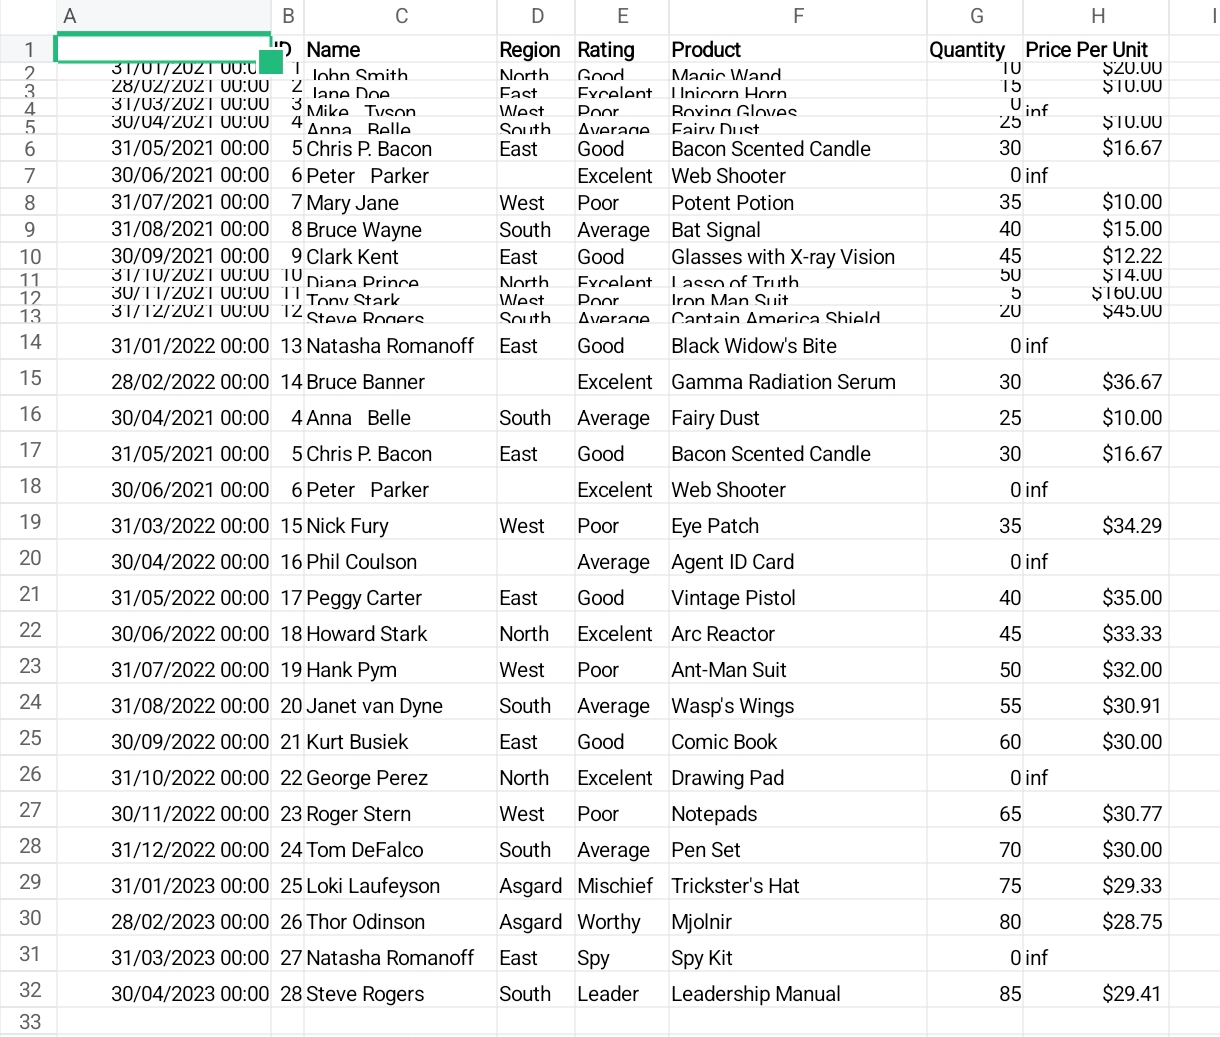 A B C D E F G H I
1 ID Name Region Rating Product Quantity Price Per Unit
2 31/01/2021 00:00 1 John Smith North Good Magic Wand 10 $20.00
3 28/02/2021 00:00 2 Jane Doe East Excelent Unicorn Horn 15 $10.00
4 31/03/2021 00:00 3 Mike   Tyson West Poor Boxing Gloves 0 inf
5 30/04/2021 00:00 4 Anna   Belle South Average Fairy Dust 25 $10.00
6 31/05/2021 00:00 5 Chris P. Bacon East Good Bacon Scented Candle 30 $16.67
7 30/06/2021 00:00 6 Peter   Parker Excelent Web Shooter 0 inf
8 31/07/2021 00:00 7 Mary Jane West Poor Potent Potion 35 $10.00
9 31/08/2021 00:00 8 Bruce Wayne South Average Bat Signal 40 $15.00
10 30/09/2021 00:00 9 Clark Kent East Good Glasses with X-ray Vision 45 $12.22
11 31/10/2021 00:00 10 Diana Prince North Excelent Lasso of Truth 50 $14.00
12 30/11/2021 00:00 11 Tony Stark West Poor Iron Man Suit 5 $160.00
13 31/12/2021 00:00 12 Steve Rogers South Average Captain America Shield 20 $45.00
14 31/01/2022 00:00 13 Natasha Romanoff East Good Black Widow's Bite 0 inf
15 28/02/2022 00:00 14 Bruce Banner Excelent Gamma Radiation Serum 30 $36.67
16 30/04/2021 00:00 4 Anna   Belle South Average Fairy Dust 25 $10.00
17 31/05/2021 00:00 5 Chris P. Bacon East Good Bacon Scented Candle 30 $16.67
18 30/06/2021 00:00 6 Peter   Parker Excelent Web Shooter 0 inf
19 31/03/2022 00:00 15 Nick Fury West Poor Eye Patch 35 $34.29
20 30/04/2022 00:00 16 Phil Coulson Average Agent ID Card 0 inf
21 31/05/2022 00:00 17 Peggy Carter East Good Vintage Pistol 40 $35.00
22 30/06/2022 00:00 18 Howard Stark North Excelent Arc Reactor 45 $33.33
23 31/07/2022 00:00 19 Hank Pym West Poor Ant-Man Suit 50 $32.00
24 31/08/2022 00:00 20 Janet van Dyne South Average Wasp's Wings 55 $30.91
25 30/09/2022 00:00 21 Kurt Busiek East Good Comic Book 60 $30.00
26 31/10/2022 00:00 22 George Perez North Excelent Drawing Pad 0 inf
27 30/11/2022 00:00 23 Roger Stern West Poor Notepads 65 $30.77
28 31/12/2022 00:00 24 Tom DeFalco South Average Pen Set 70 $30.00
29 31/01/2023 00:00 25 Loki Laufeyson Asgard Mischief Trickster's Hat 75 $29.33
30 28/02/2023 00:00 26 Thor Odinson Asgard Worthy Mjolnir 80 $28.75
31 31/03/2023 00:00 27 Natasha Romanoff East Spy Spy Kit 0 inf
32 30/04/2023 00:00 28 Steve Rogers South Leader Leadership Manual 85 $29.41
33